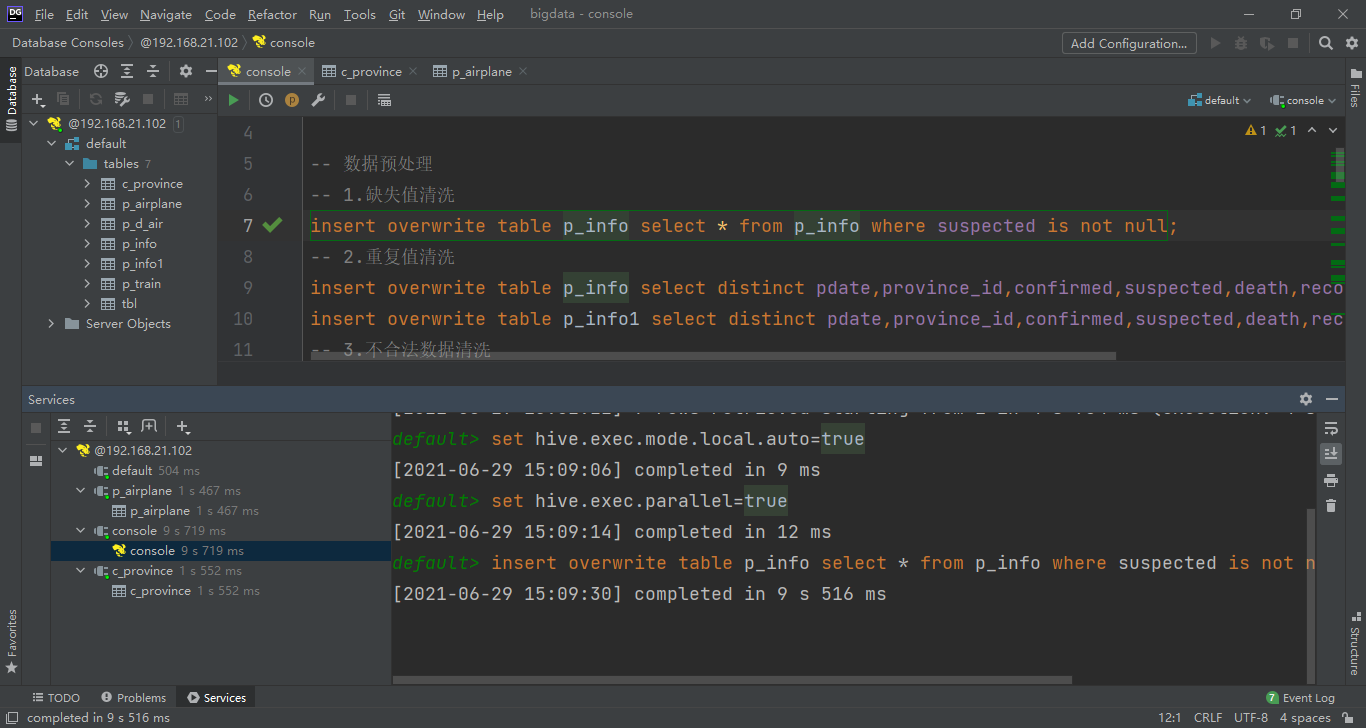 DG File Edit View Navigate Code Refactor Run Tools Git Window Help bigdata - console
Database Consoles @192.168.21.102 console Add Configuration...
Database console c_province p_airplane
default console
Database
Files
@192.168.21.102 1
default
tables 7
c_province
p_airplane
p_d_air
p_info
p_info1
p_train
tbl
Server Objects
1 1
4
5 -- 数据预处理
6 -- 1.缺失值清洗
7 insert overwrite table p_info select * from p_info where suspected is not null;
8 -- 2.重复值清洗
9 insert overwrite table p_info select distinct pdate,province_id,confirmed,suspected,death,reco
10 insert overwrite table p_info1 select distinct pdate,province_id,confirmed,suspected,death,rec
11 -- 3.不合法数据清洗
Services
@192.168.21.102
default 504 ms
p_airplane 1 s 467 ms
p_airplane 1 s 467 ms
console 9 s 719 ms
console 9 s 719 ms
c_province 1 s 552 ms
c_province 1 s 552 ms
default> set hive.exec.mode.local.auto=true
[2021-06-29 15:09:06] completed in 9 ms
default> set hive.exec.parallel=true
[2021-06-29 15:09:14] completed in 12 ms
default> insert overwrite table p_info select * from p_info where suspected is not n
[2021-06-29 15:09:30] completed in 9 s 516 ms
Favorites
Structure
TODO Problems Services 7 Event Log
completed in 9 s 516 ms 12:1 CRLF UTF-8 4 spaces